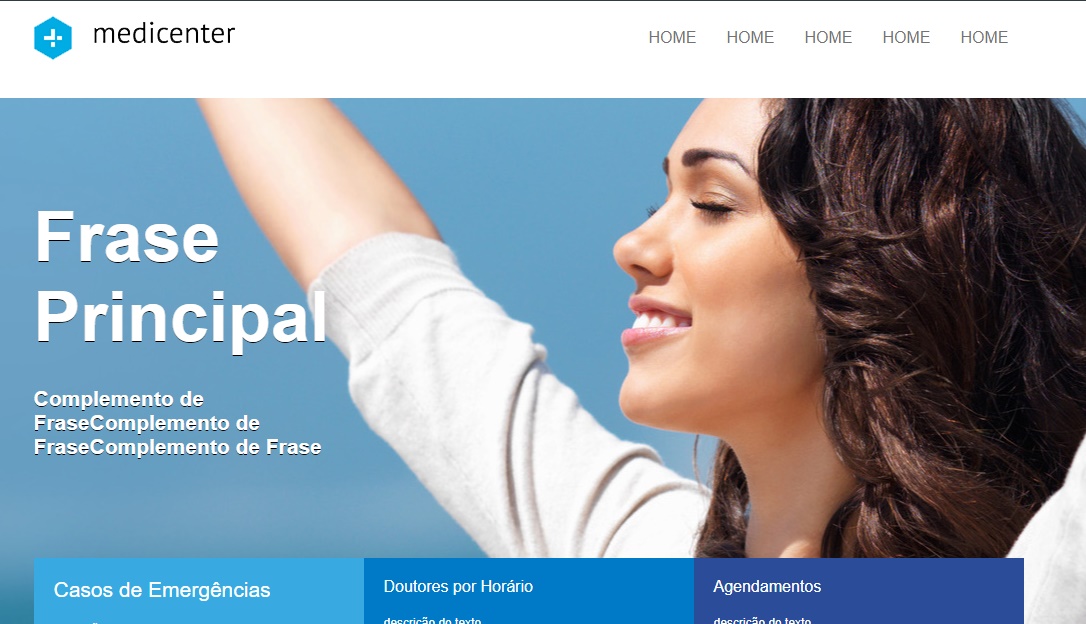 medicenter
HOME HOME HOME HOME HOME
Frase
Principal
Complemento de
FraseComplemento de
FraseComplemento de Frase
Casos de Emergências
Doutores por Horário
descrição do texto
Agendamentos
descrição do texto